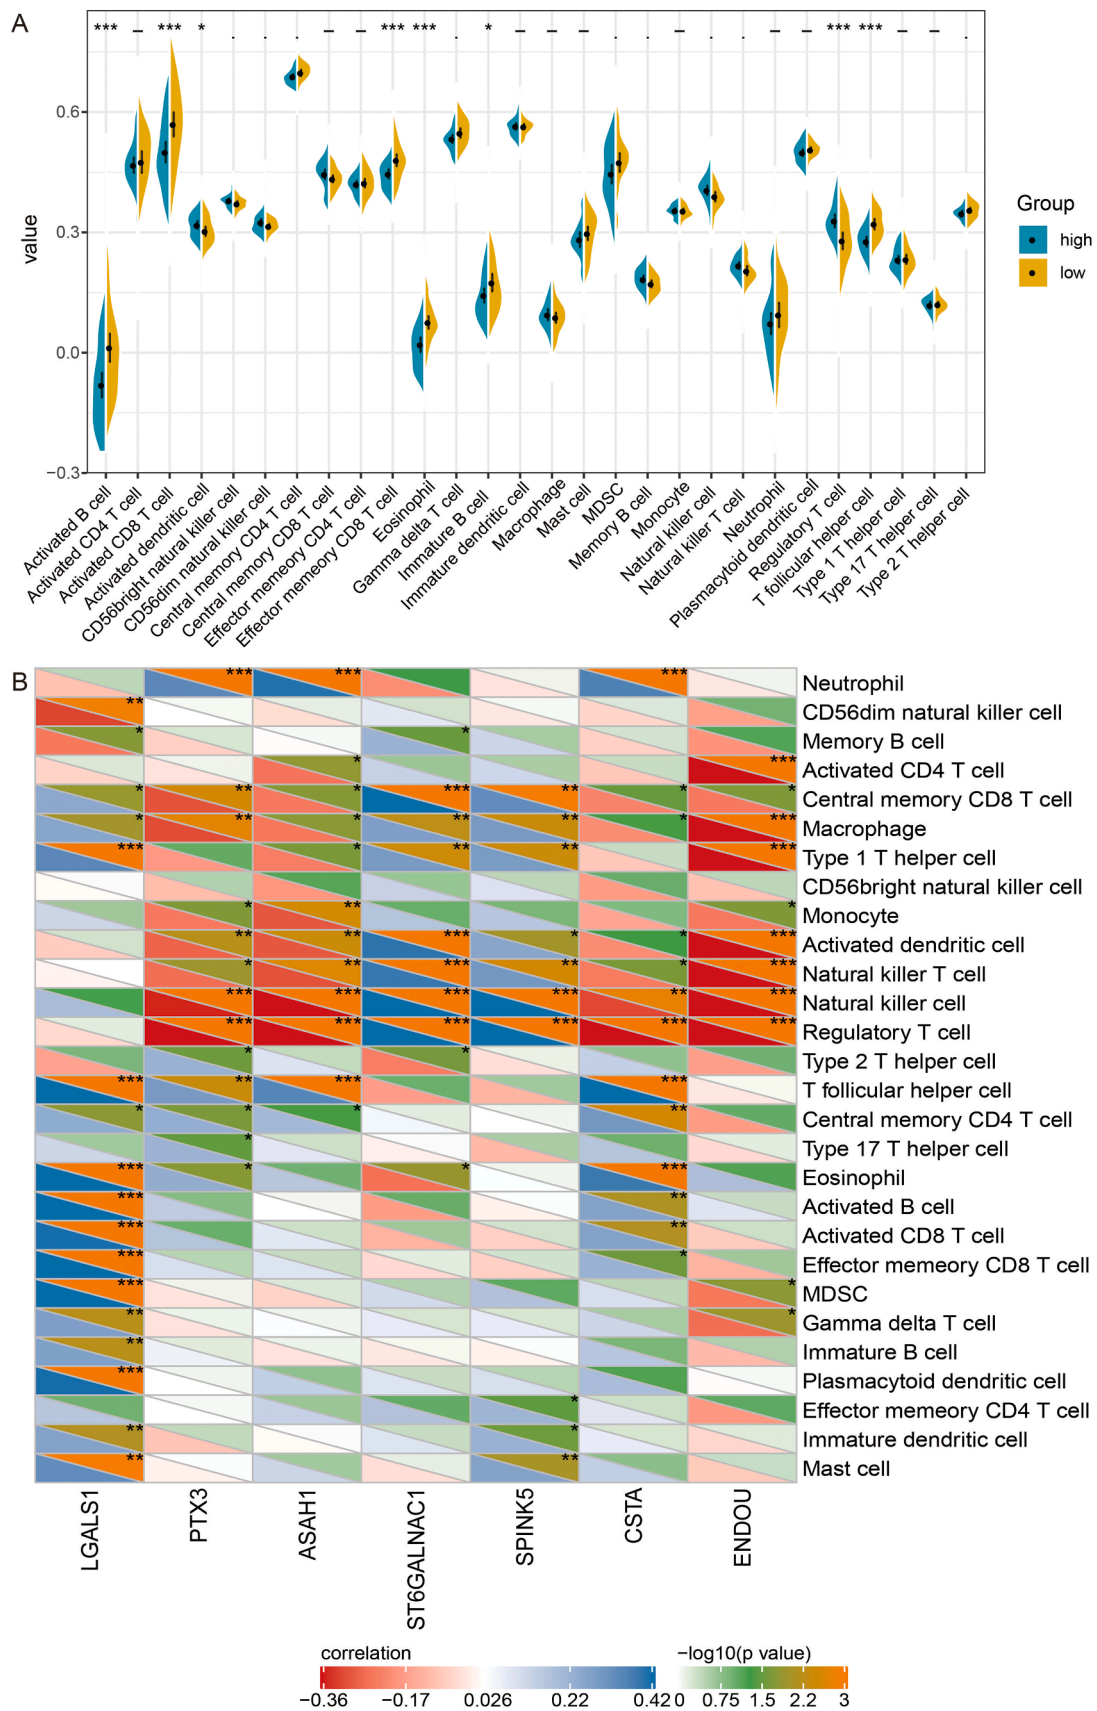 A
*** – *** * . . . – – *** *** . * – – – . . – . . – – *** *** – – .
0.6
0.3
0.0
−0.3
value
Group
high
low
Activated B cell
Activated CD4 T cell
Activated CD8 T cell
Activated dendritic cell
CD56bright natural killer cell
CD56dim natural killer cell
Central memory CD4 T cell
Central memory CD8 T cell
Effector memeory CD4 T cell
Effector memeory CD8 T cell
Eosinophil
Gamma delta T cell
Immature B cell
Immature dendritic cell
Macrophage
Mast cell
MDSC
Memory B cell
Monocyte
Natural killer cell
Natural killer T cell
Neutrophil
Plasmacytoid dendritic cell
Regulatory T cell
T follicular helper cell
Type 1 T helper cell
Type 17 T helper cell
Type 2 T helper cell
B
*** *** *** Neutrophil
** CD56dim natural killer cell
* * Memory B cell
* *** Activated CD4 T cell
* ** * *** ** * * Central memory CD8 T cell
* ** * ** ** * *** Macrophage
*** * ** ** *** Type 1 T helper cell
CD56bright natural killer cell
* ** * Monocyte
** ** *** * * *** Activated dendritic cell
* ** *** ** * *** Natural killer T cell
*** *** *** *** ** *** Natural killer cell
*** *** *** *** *** *** Regulatory T cell
* * Type 2 T helper cell
*** ** *** *** T follicular helper cell
* * * ** Central memory CD4 T cell
* Type 17 T helper cell
*** * * *** Eosinophil
*** ** Activated B cell
*** ** Activated CD8 T cell
*** * Effector memeory CD8 T cell
*** * MDSC
** * Gamma delta T cell
** Immature B cell
*** Plasmacytoid dendritic cell
* Effector memeory CD4 T cell
** * Immature dendritic cell
** ** Mast cell
LGALS1
PTX3
ASAH1
ST6GALNAC1
SPINK5
CSTA
ENDOU
correlation
−0.36 −0.17 0.026 0.22 0.42
−log10(p value)
0 0.75 1.5 2.2 3